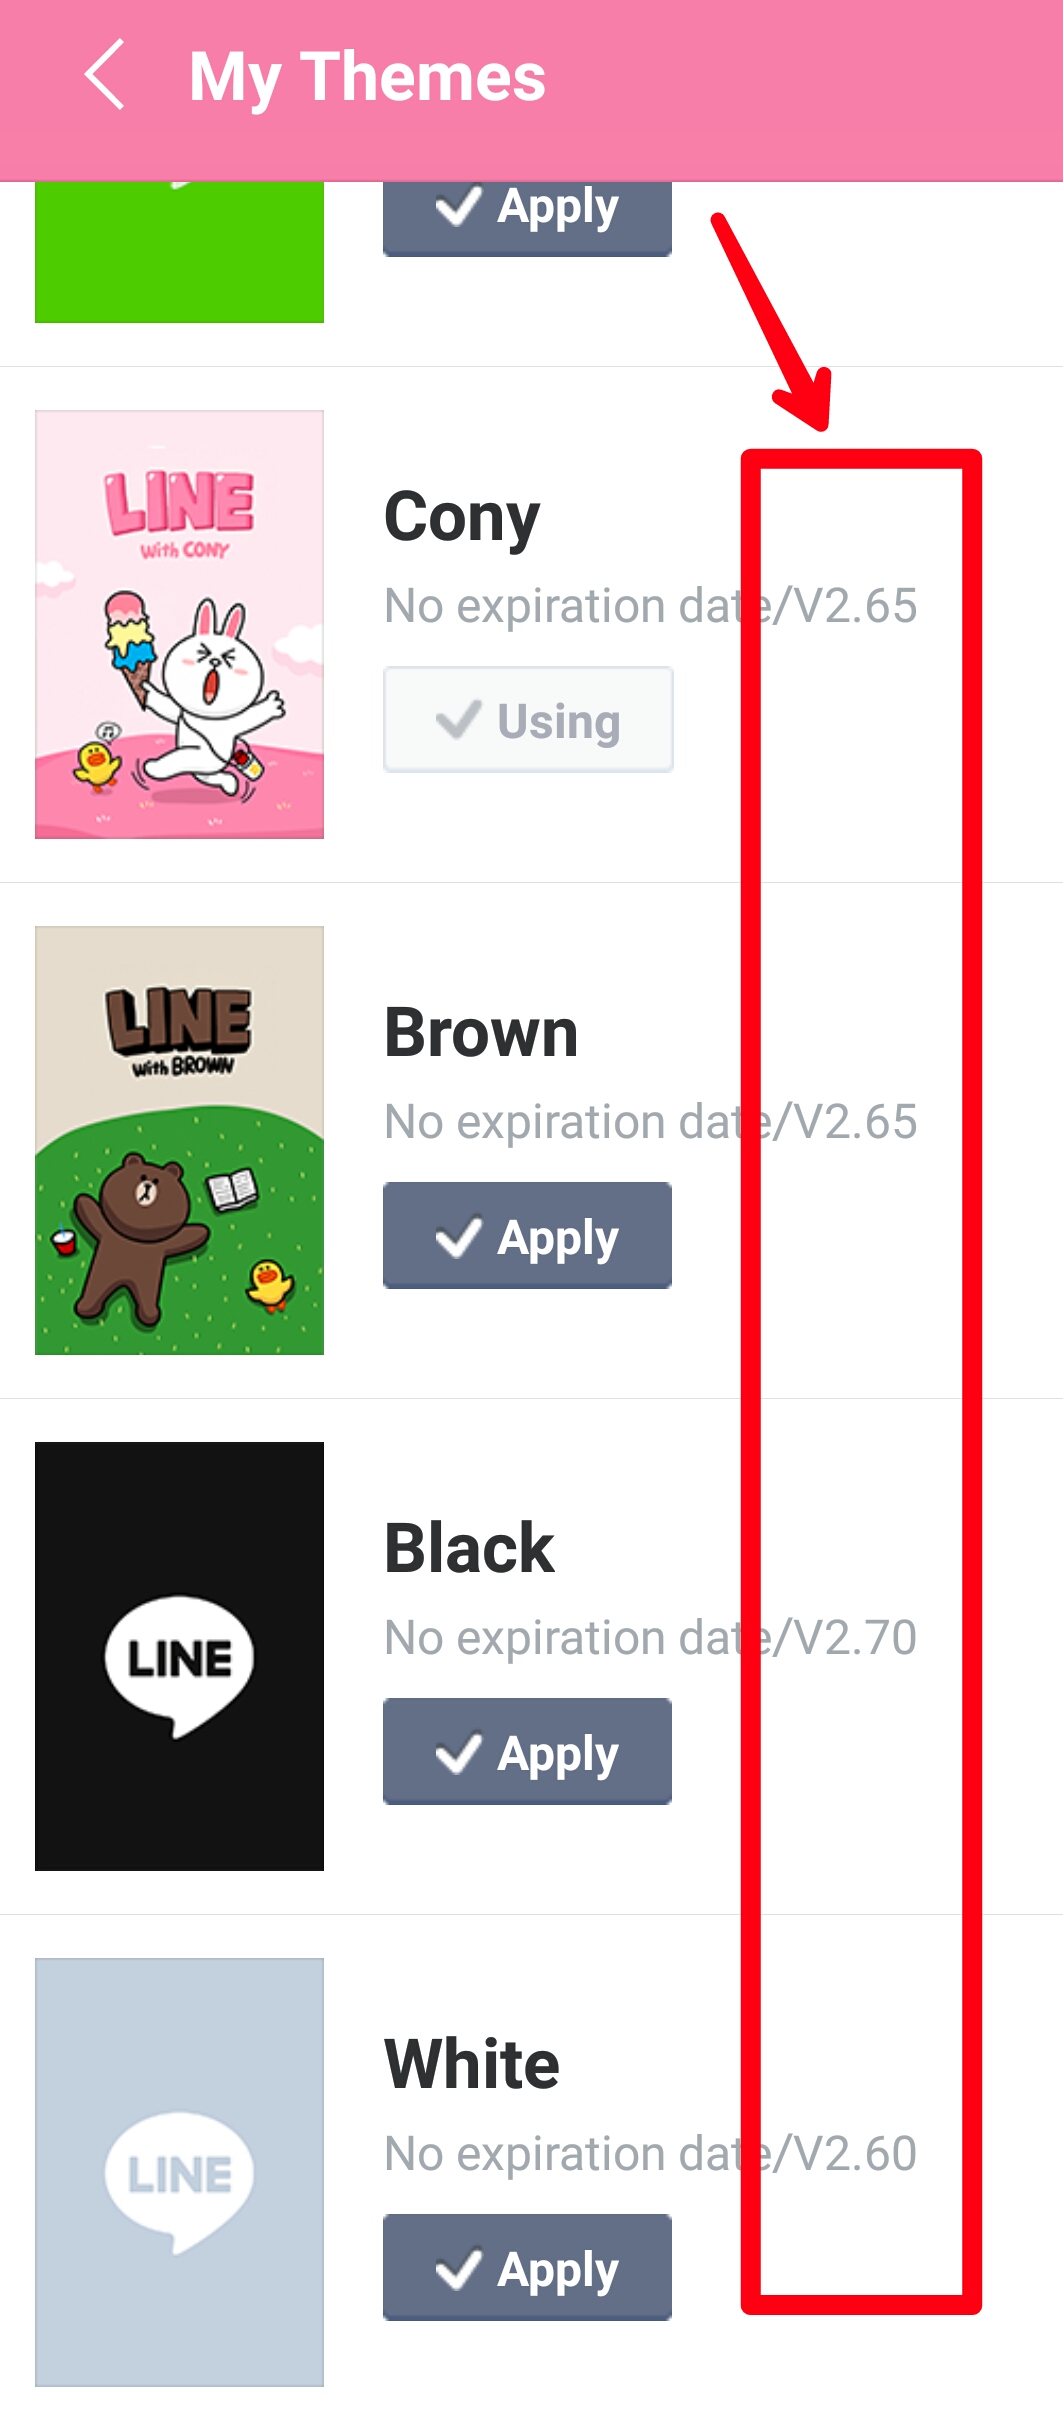 My Themes
Apply
LINE
with CONY
Cony
No expiration date/V2.65
Using
LINE
with BROWN
Brown
No expiration date/V2.65
Apply
LINE
Black
No expiration date/V2.70
Apply
LINE
White
No expiration date/V2.60
Apply